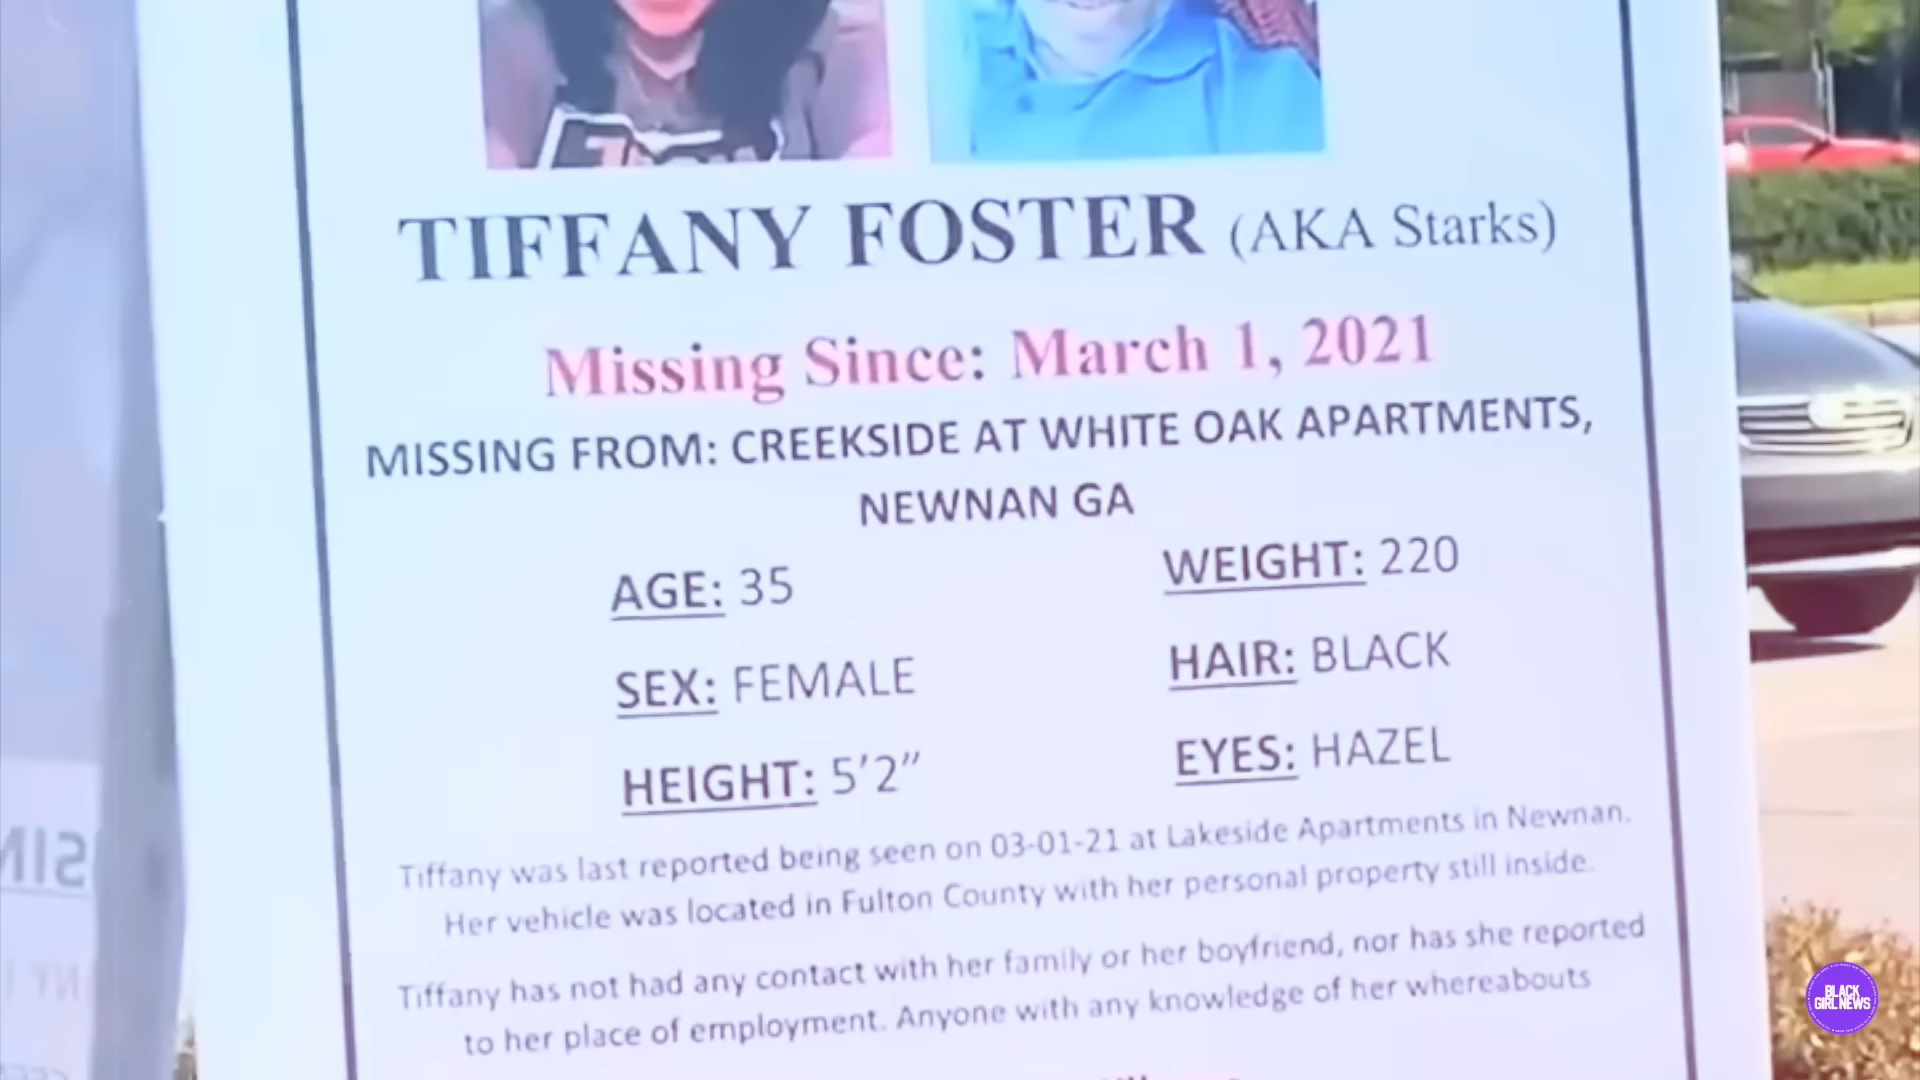 TIFFANY FOSTER (AKA Starks)
Missing Since: March 1, 2021
MISSING FROM: CREEKSIDE AT WHITE OAK APARTMENTS,
NEWNAN GA
AGE: 35
WEIGHT: 220
SEX: FEMALE
HAIR: BLACK
HEIGHT: 5'2"
EYES: HAZEL
Tiffany was last reported being seen on 03-01-21 at Lakeside Apartments in Newnan.
Her vehicle was located in Fulton County with her personal property still inside.
Tiffany has not had any contact with her family or her boyfriend, nor has she reported
to her place of employment. Anyone with any knowledge of her whereabouts
BLACK
GIRL NEWS